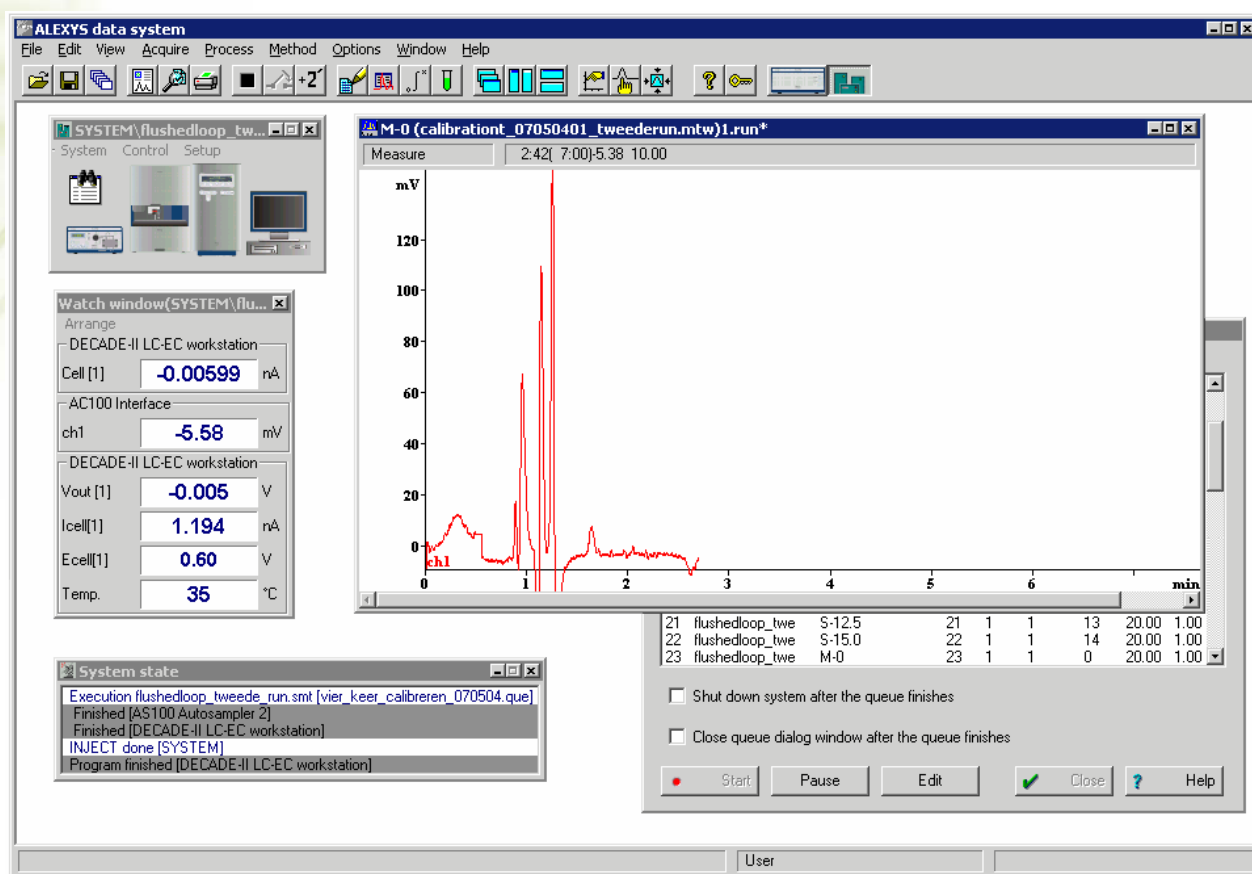 ALEXYS data system
File Edit View Acquire Process Method Options Window Help
+2´
SYSTEM\flushedloop_tw...
System Control Setup
M-0 (calibrationt_07050401_tweederun.mtw)1.run*
Measure 2:42( 7:00)-5.38 10.00
mV
120
100
80
60
40
20
0
ch1
0 1 2 3 4 5 6 min
Watch window(SYSTEM\flu...
Arrange
DECADE-II LC-EC workstation
Cell [1] -0.00599 nA
AC100 Interface
ch1 -5.58 mV
DECADE-II LC-EC workstation
Vout [1] -0.005 V
Icell[1] 1.194 nA
Ecell[1] 0.60 V
Temp. 35 °C
21 flushedloop_twe S-12.5 21 1 1 13 20.00 1.00
22 flushedloop_twe S-15.0 22 1 1 14 20.00 1.00
23 flushedloop_twe M-0 23 1 1 0 20.00 1.00
Shut down system after the queue finishes
Close queue dialog window after the queue finishes
Start Pause Edit Close ? Help
System state
Execution flushedloop_tweede_run.smt [vier_keer_calibreren_070504.que]
Finished [AS100 Autosampler 2]
Finished [DECADE-II LC-EC workstation]
INJECT done [SYSTEM]
Program finished [DECADE-II LC-EC workstation]
User